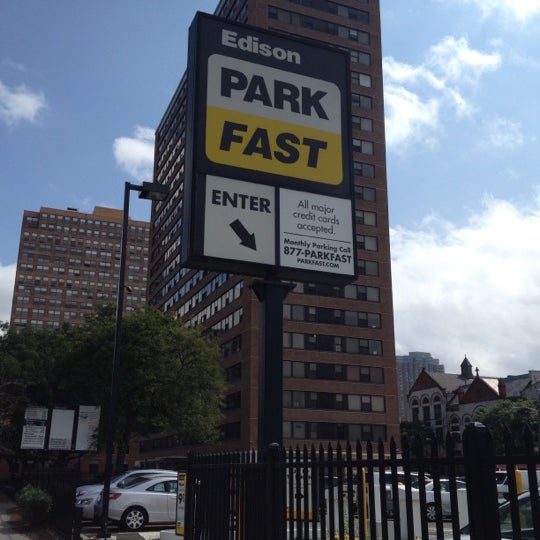 Edison
PARK
FAST
ENTER
All major
credit cards
accepted.
Monthly Parking Call
877-PARKFAST
PARKFAST.COM